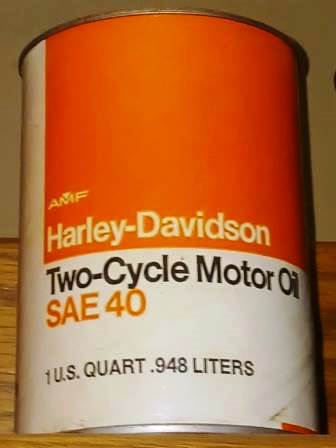 AMF
Harley-Davidson
Two-Cycle Motor Oil
SAE 40
1 U.S. QUART .948 LITERS